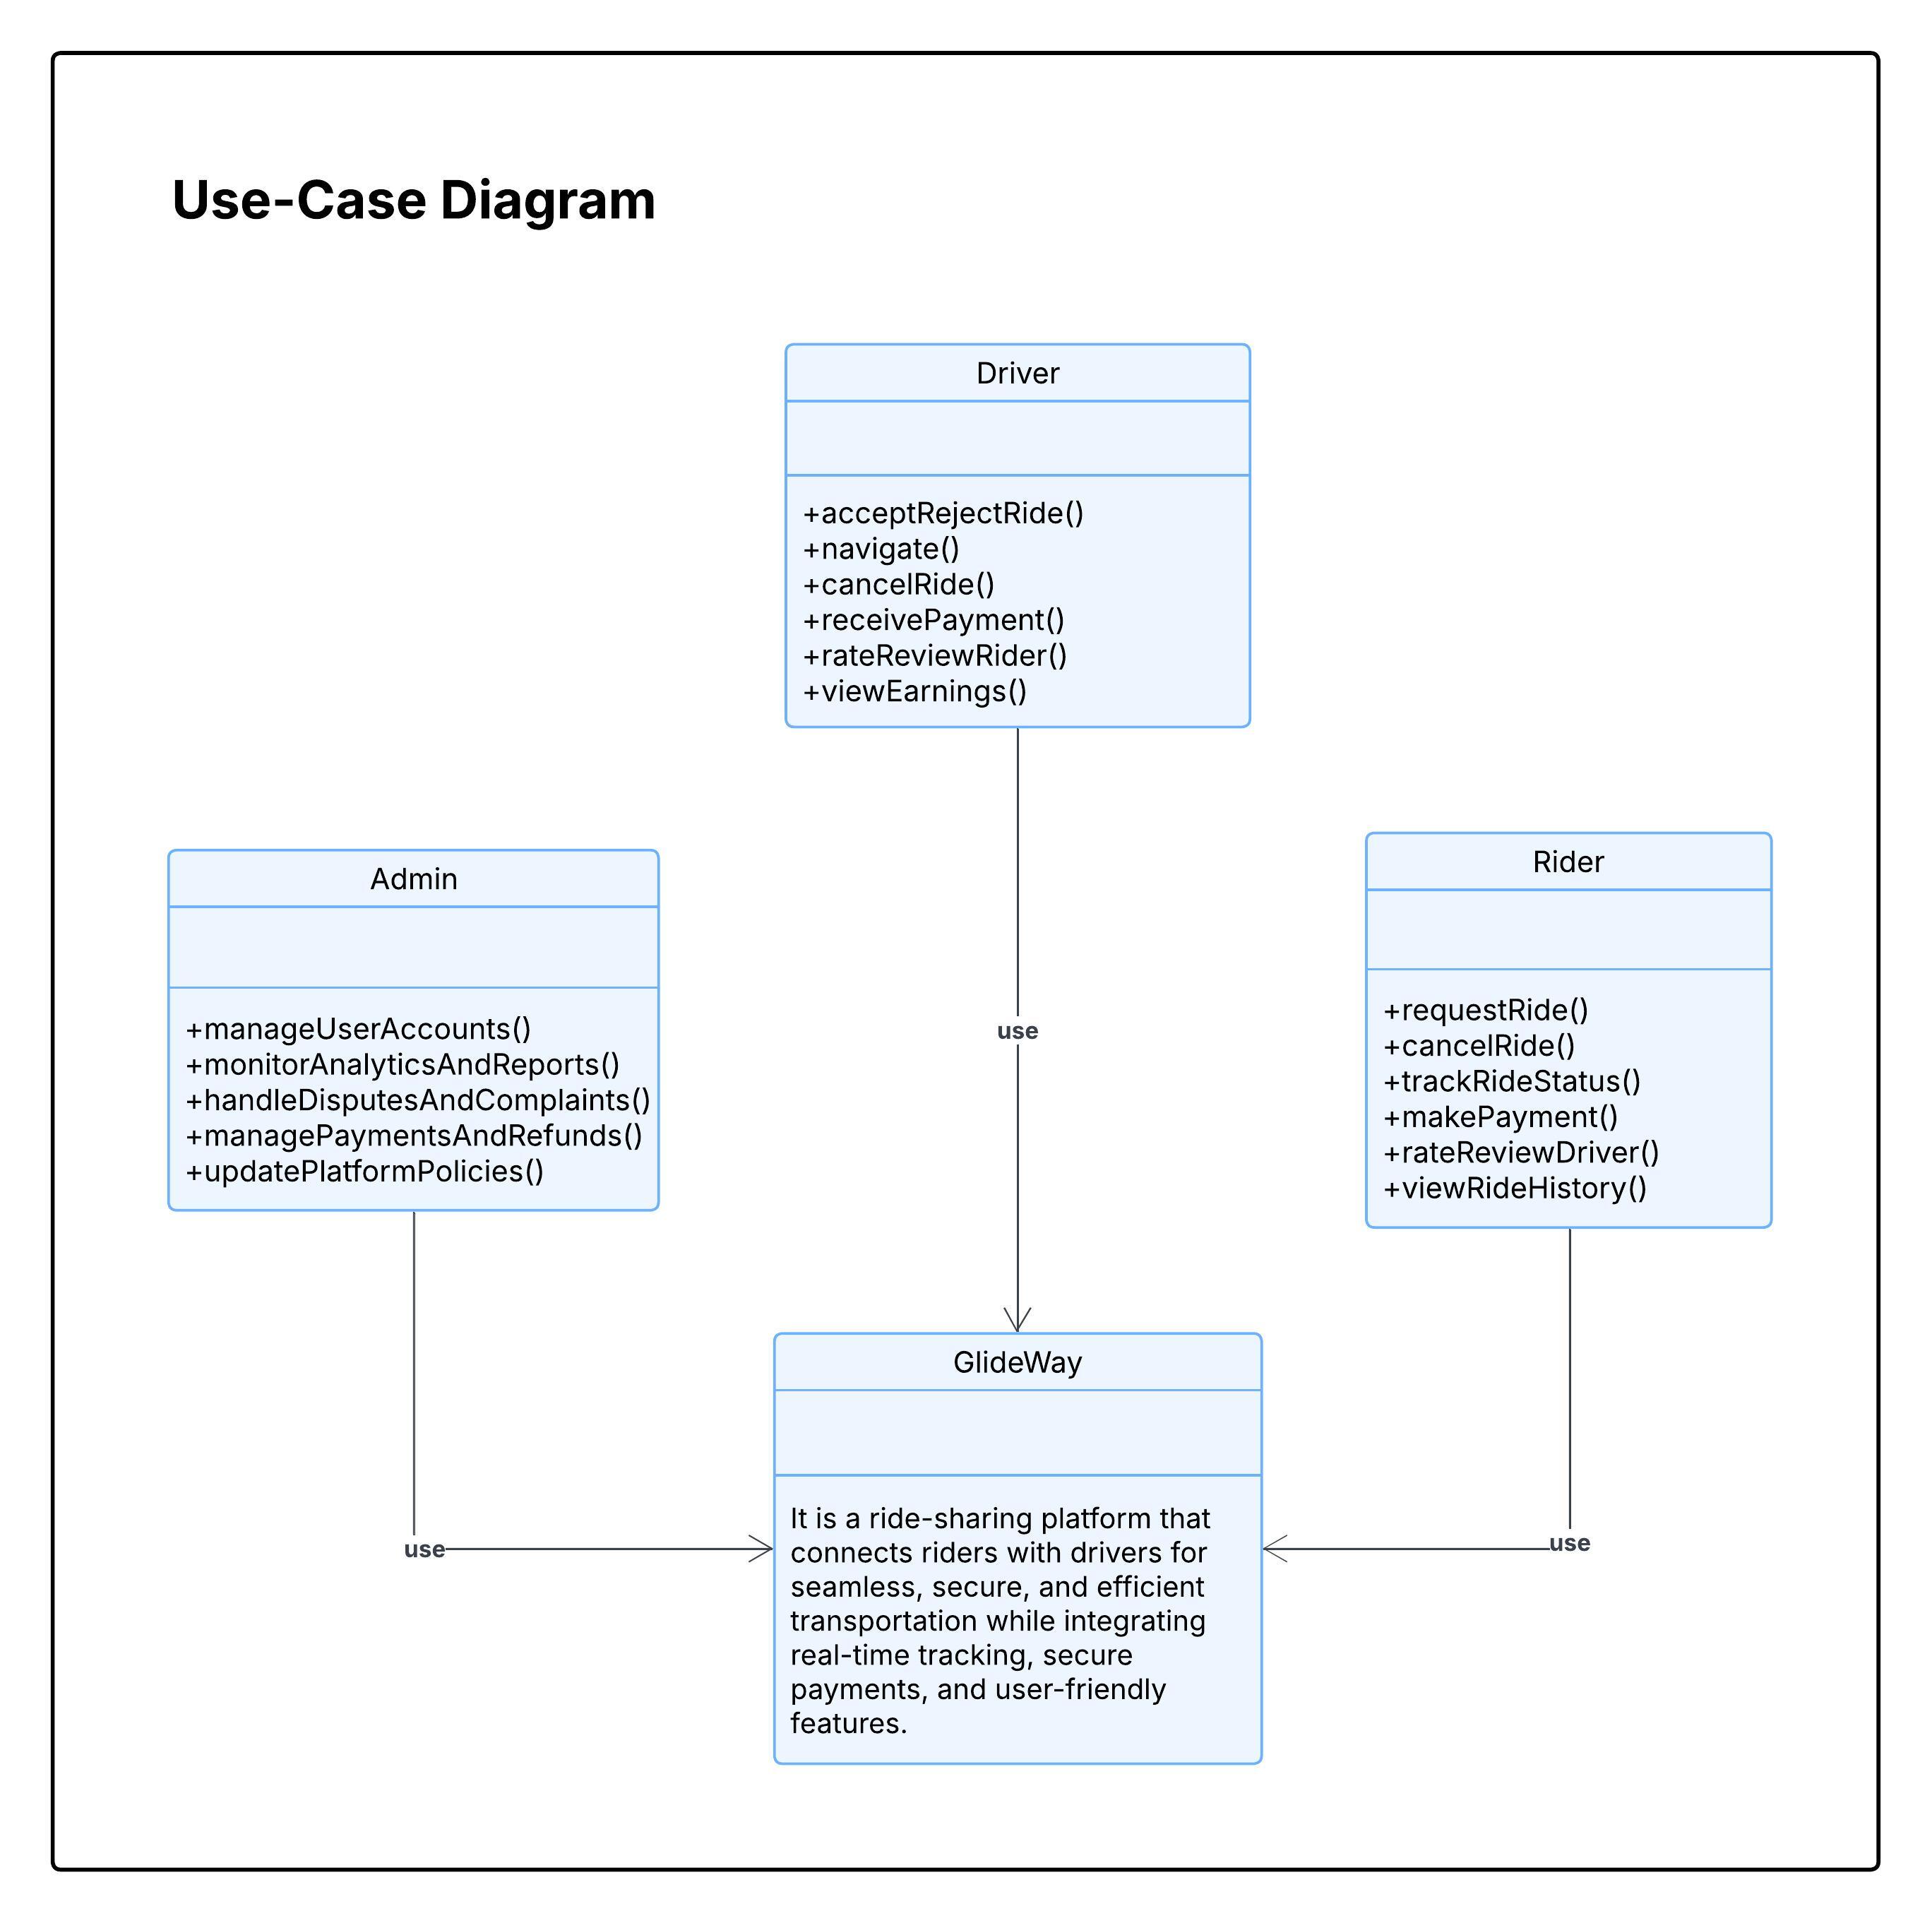 Use-Case Diagram
Driver
+acceptRejectRide()
+navigate()
+cancelRide()
+receivePayment()
+rateReviewRider()
+viewEarnings()
Admin
+manageUserAccounts()
+monitorAnalyticsAndReports()
+handleDisputesAndComplaints()
+managePaymentsAndRefunds()
+updatePlatformPolicies()
Rider
+requestRide()
+cancelRide()
+trackRideStatus()
+makePayment()
+rateReviewDriver()
+viewRideHistory()
use
use
use
GlideWay
It is a ride-sharing platform that
connects riders with drivers for
seamless, secure, and efficient
transportation while integrating
real-time tracking, secure
payments, and user-friendly
features.